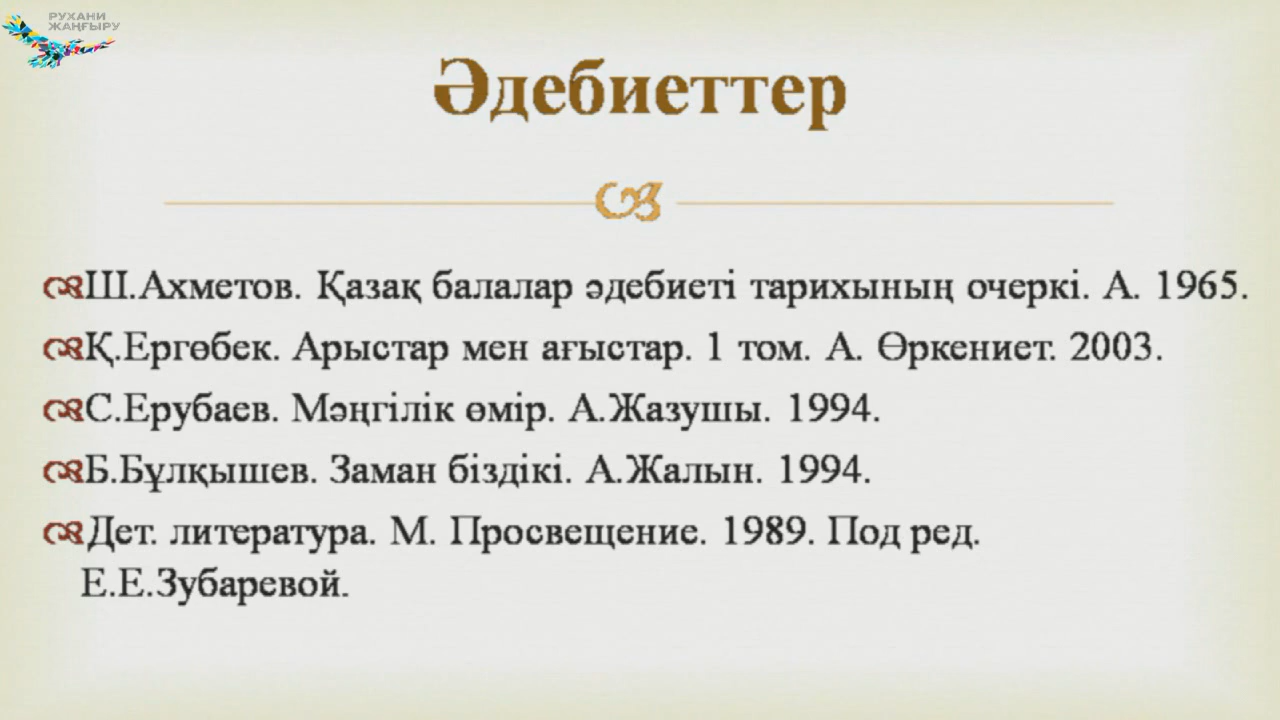 РУХАНИ
ЖАҢҒЫРУ
Әдебиеттер
Ш.Ахметов. Қазақ балалар әдебиеті тарихының очеркі. А. 1965.
Қ.Ергөбек. Арыстар мен ағыстар. 1 том. А. Өркениет. 2003.
С.Ерубаев. Мәңгілік өмір. А.Жазушы. 1994.
Б.Бұлқышев. Заман біздікі. А.Жалын. 1994.
Дет. литература. М. Просвещение. 1989. Под ред.
Е.Е.Зубаревой.